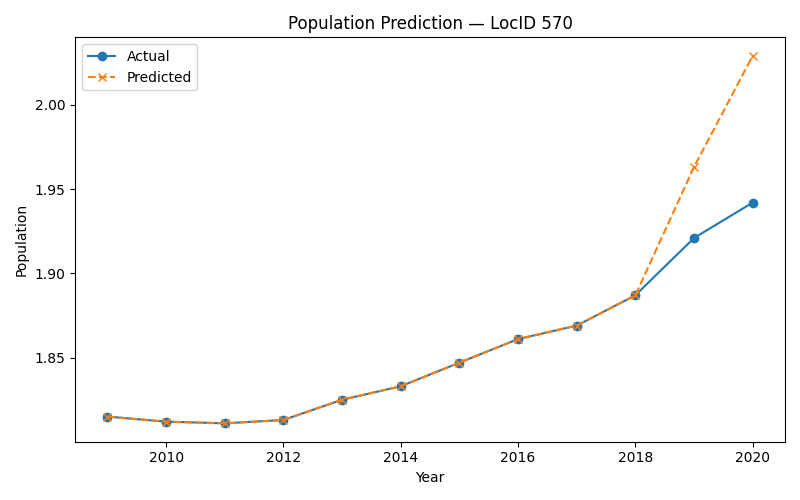 Population Prediction — LocID 570
Actual
Predicted
Population
2.00
1.95
1.90
1.85
2010 2012 2014 2016 2018 2020
Year